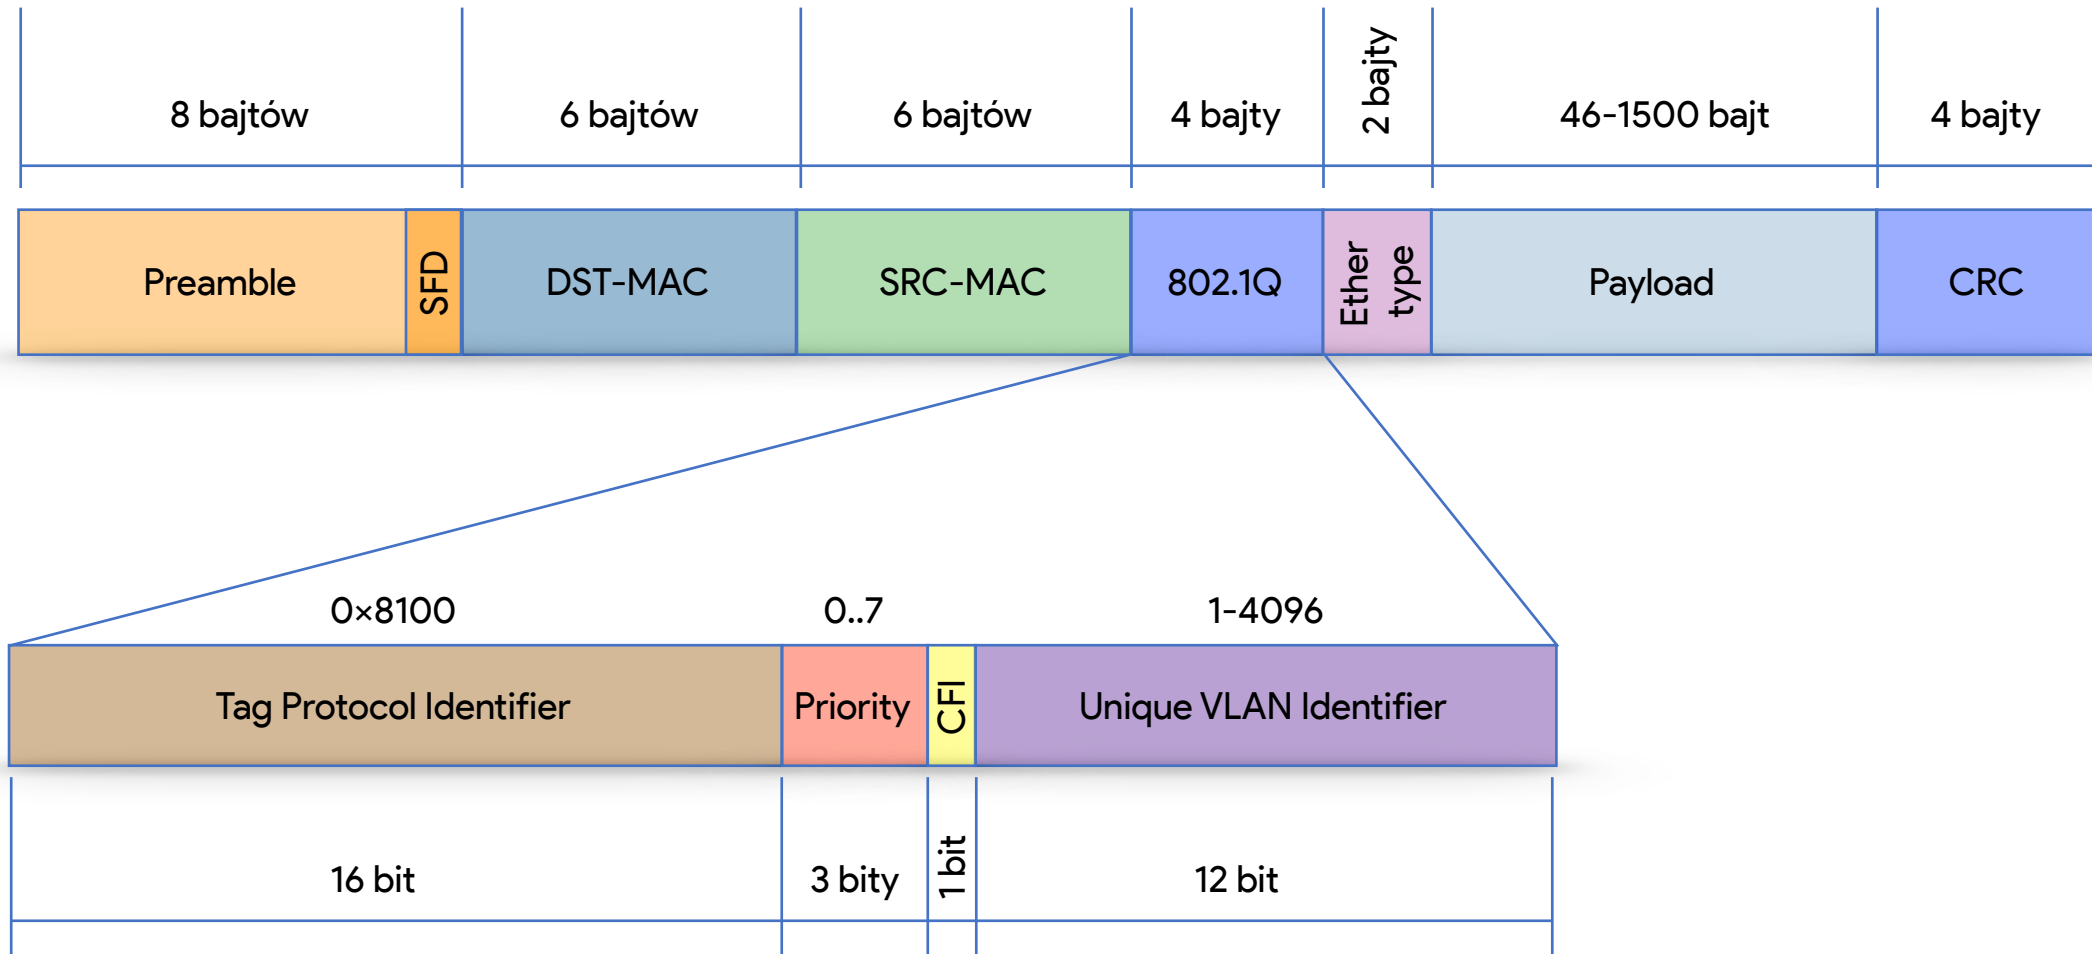 8 bajtów
6 bajtów
6 bajtów
4 bajty
2 bajty
46-1500 bajt
4 bajty
Preamble
SFD
DST-MAC
SRC-MAC
802.1Q
Ether
type
Payload
CRC
0×8100
0..7
1-4096
Tag Protocol Identifier
Priority
CFI
Unique VLAN Identifier
16 bit
3 bity
1 bit
12 bit